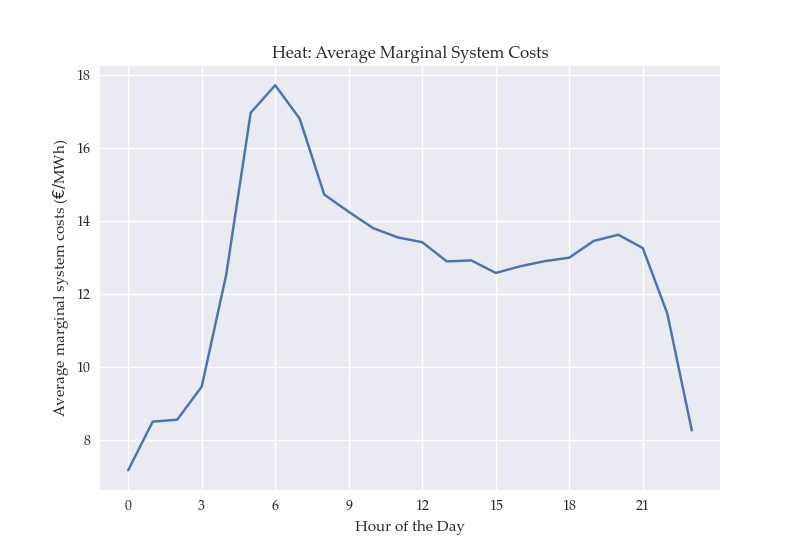 Heat: Average Marginal System Costs
Average marginal system costs (€/MWh)
18
16
14
12
10
8
0 3 6 9 12 15 18 21
Hour of the Day